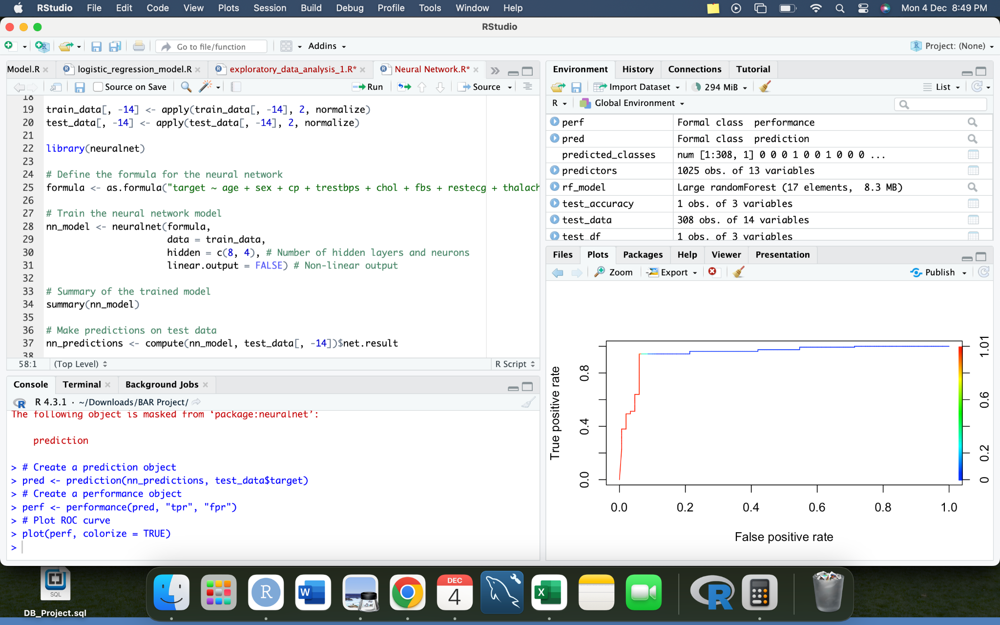 RStudio File Edit Code View Plots Session Build Debug Profile Tools Window Help Mon 4 Dec 8:49 PM
RStudio
Go to file/function Addins Project: (None)
Model.R logistic_regression_model.R exploratory_data_analysis_1.R* Neural Network.R*
Source on Save Run Source
18
19 train_data[, -14] <- apply(train_data[, -14], 2, normalize)
20 test_data[, -14] <- apply(test_data[, -14], 2, normalize)
21
22 library(neuralnet)
23
24 # Define the formula for the neural network
25 formula <- as.formula("target ~ age + sex + cp + trestbps + chol + fbs + restecg + thalach
26
27 # Train the neural network model
28 nn_model <- neuralnet(formula,
29 data = train_data,
30 hidden = c(8, 4), # Number of hidden layers and neurons
31 linear.output = FALSE) # Non-linear output
32
33 # Summary of the trained model
34 summary(nn_model)
35
36 # Make predictions on test data
37 nn_predictions <- compute(nn_model, test_data[, -14])$net.result
38
58:1 (Top Level) R Script
Console Terminal Background Jobs
R 4.3.1 · ~/Downloads/BAR Project/
The following object is masked from ‘package:neuralnet’:
prediction
> # Create a prediction object
> pred <- prediction(nn_predictions, test_data$target)
> # Create a performance object
> perf <- performance(pred, "tpr", "fpr")
> # Plot ROC curve
> plot(perf, colorize = TRUE)
>
Environment History Connections Tutorial
Import Dataset 294 MiB List
R Global Environment
perf Formal class performance
pred Formal class prediction
predicted_classes num [1:308, 1] 0 0 0 1 0 0 1 0 0 0 ...
predictors 1025 obs. of 13 variables
rf_model Large randomForest (17 elements, 8.3 MB)
test_accuracy 1 obs. of 3 variables
test_data 308 obs. of 14 variables
test_df 1 obs. of 3 variables
Files Plots Packages Help Viewer Presentation
Zoom Export Publish
True positive rate
0.0 0.4 0.8
0 0.2 0.6 1.01
0.0 0.2 0.4 0.6 0.8 1.0
False positive rate
SQL
DB_Project.sql
R
W
DEC
4
X
R